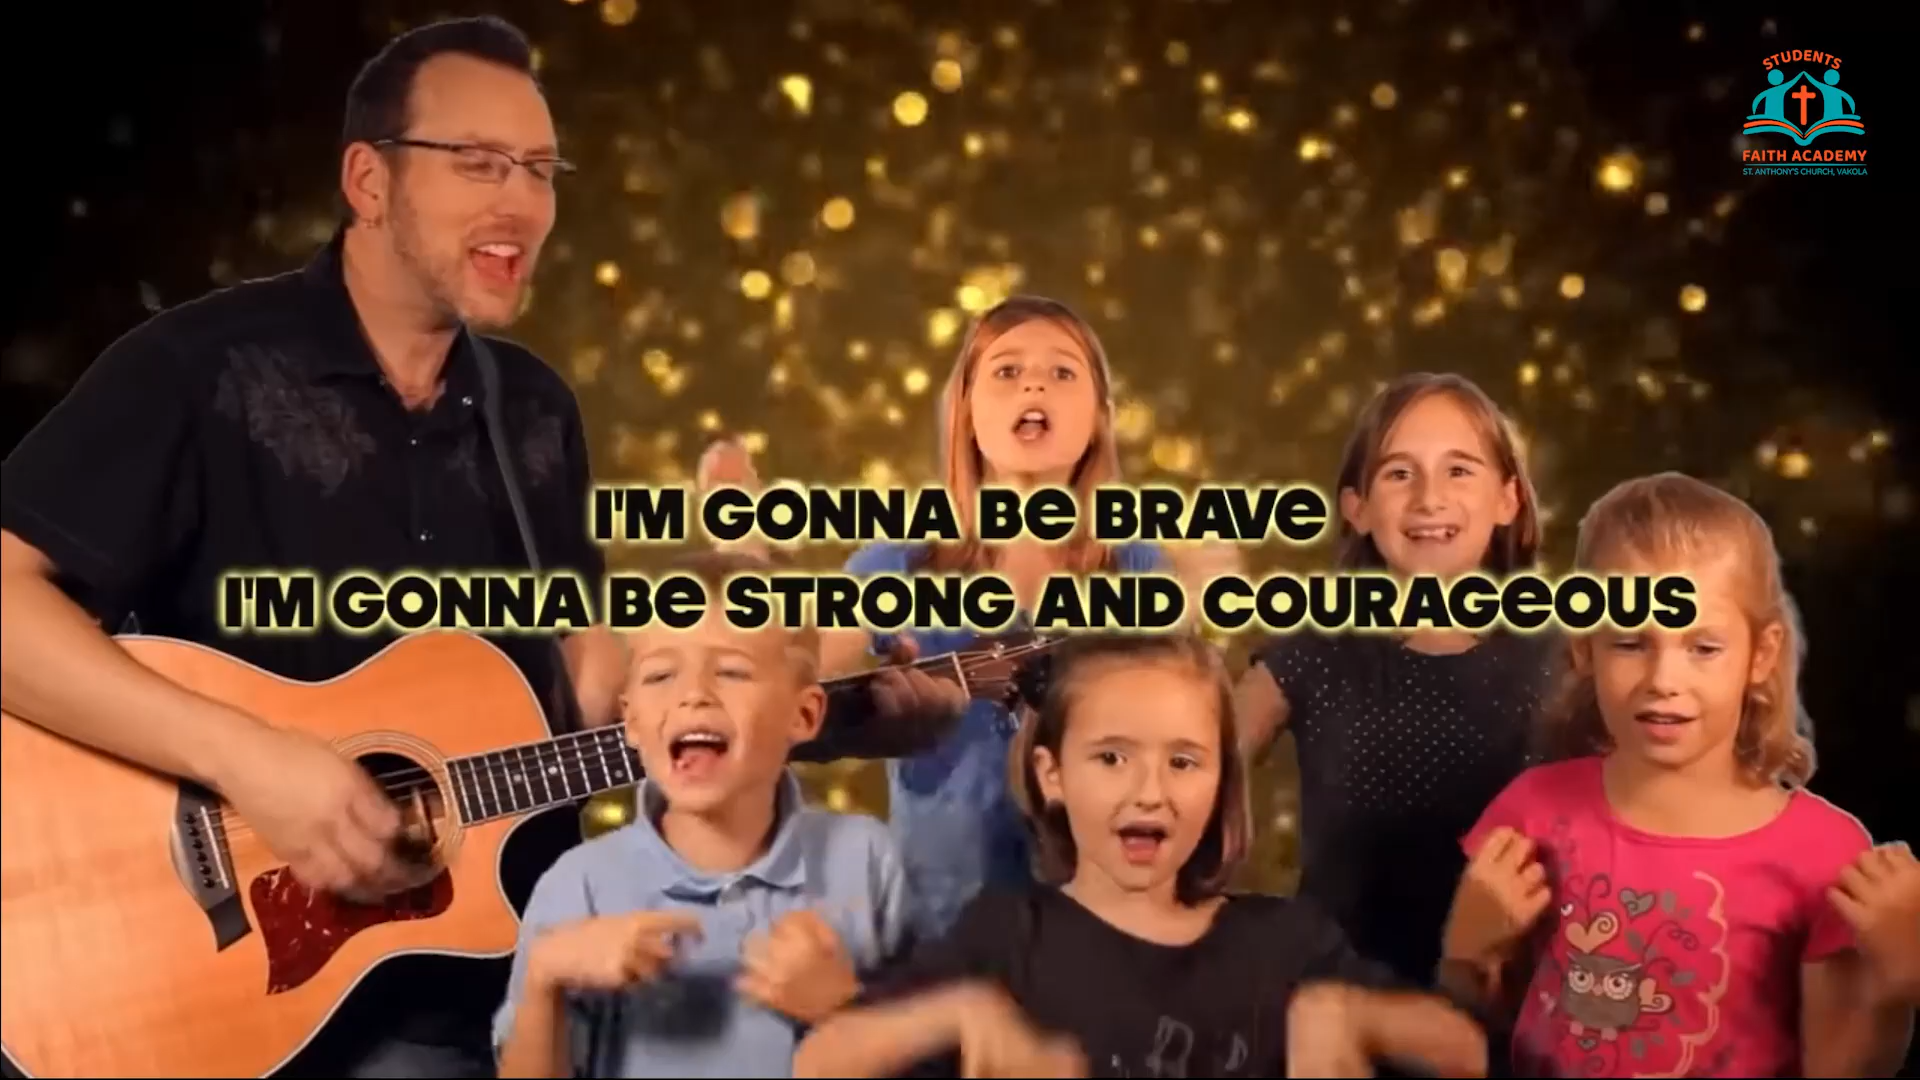 STUDENTS
FAITH ACADEMY
ST. ANTHONY'S CHURCH, VAKOLA
I'M GONNA BE BRAVE
I'M GONNA BE STRONG AND COURAGEOUS